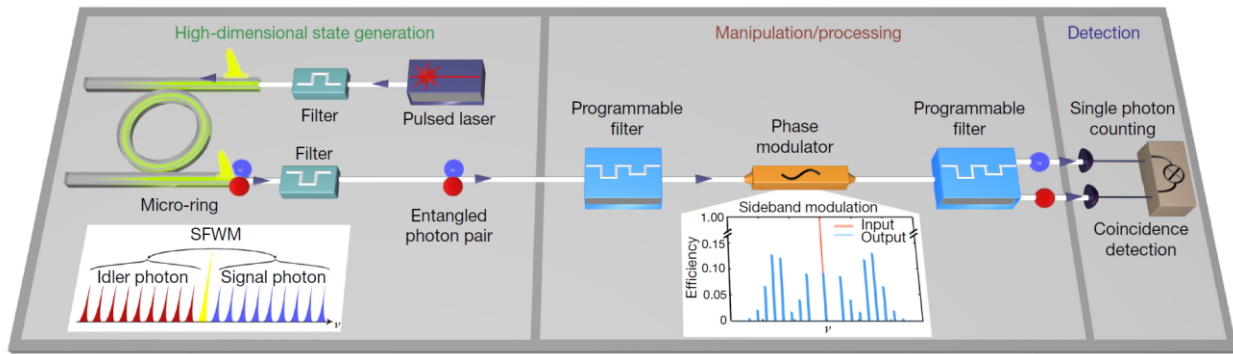 High-dimensional state generation
Manipulation/processing
Detection
Filter
Pulsed laser
Filter
Micro-ring
Entangled
photon pair
SFWM
Idler photon
Signal photon
ν
Programmable
filter
Phase
modulator
Programmable
filter
Sideband modulation
1.00
0.15
0.10
0.05
0
Efficiency
Input
Output
ν
Single photon
counting
Coincidence
detection